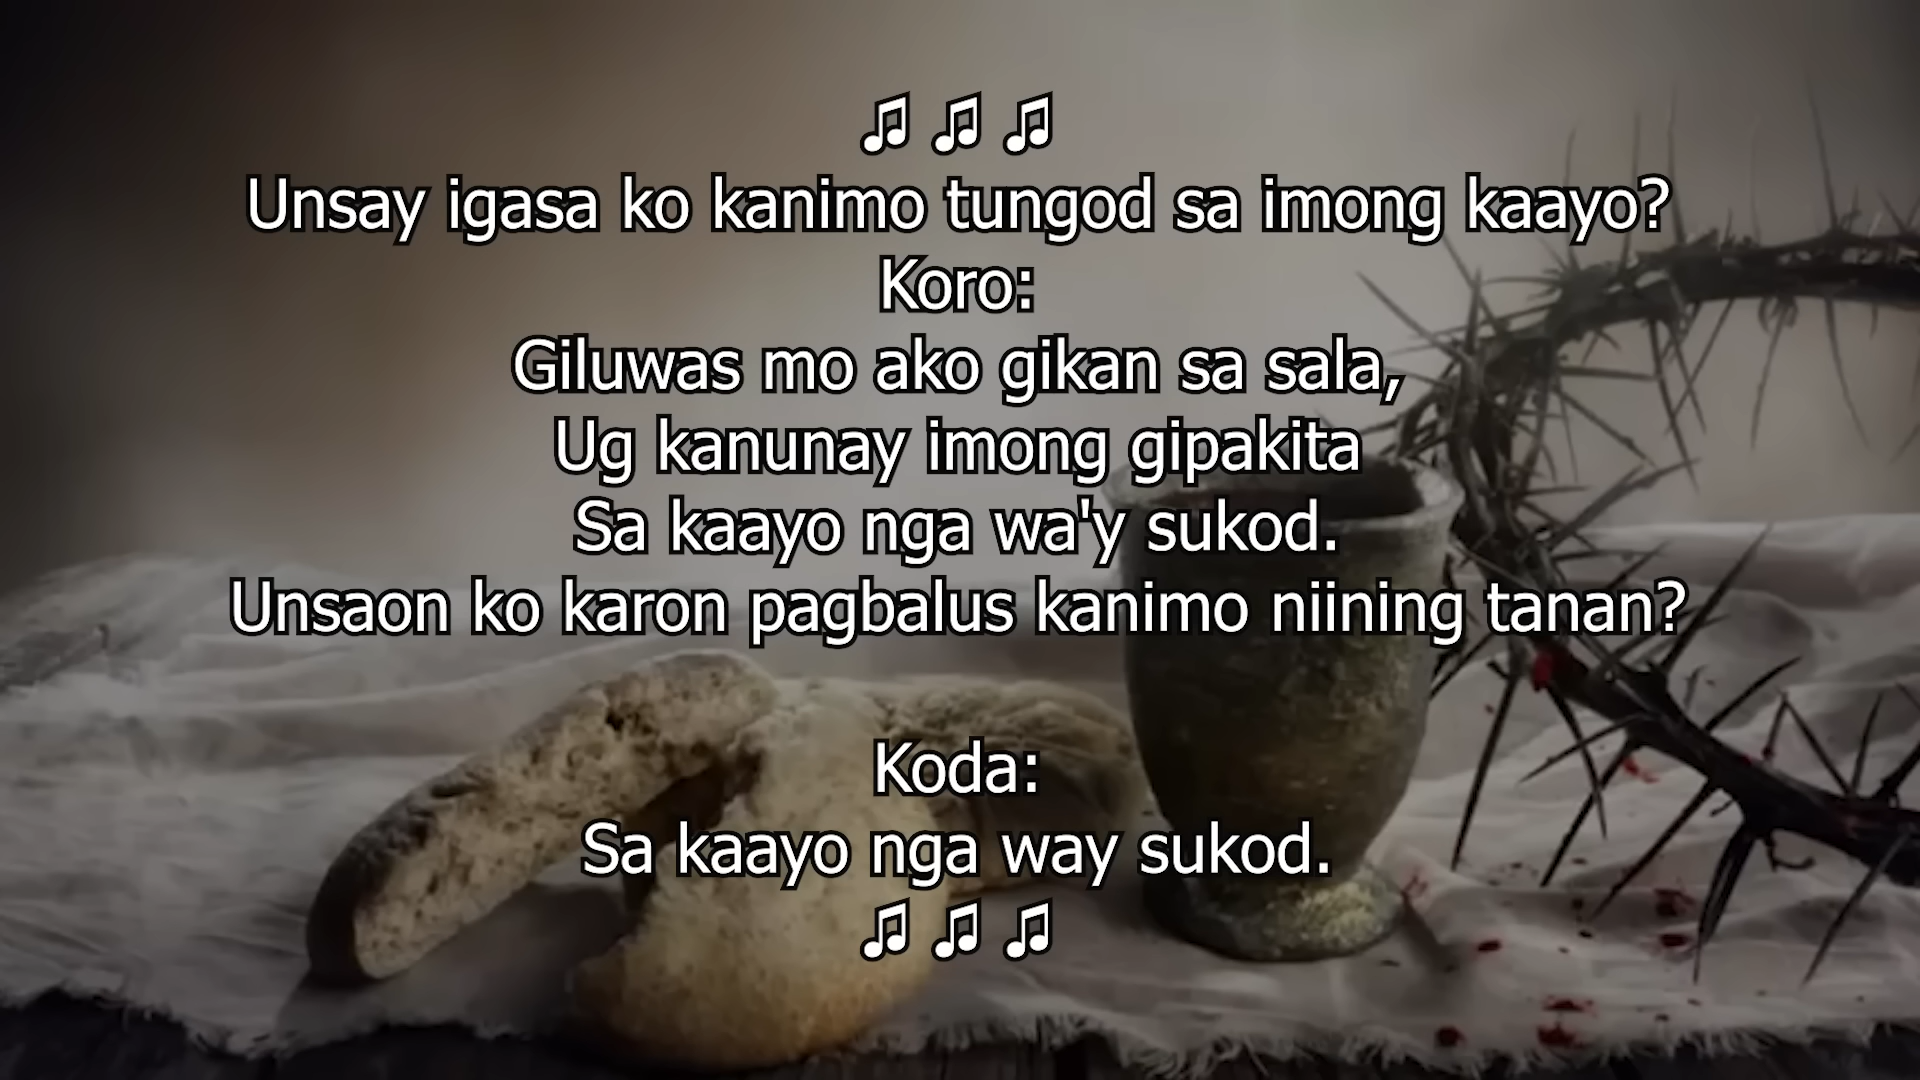 ♫ ♫ ♫
Unsay igasa ko kanimo tungod sa imong kaayo?
Koro:
Giluwas mo ako gikan sa sala,
Ug kanunay imong gipakita
Sa kaayo nga wa'y sukod.
Unsaon ko karon pagbalus kanimo niining tanan?
Koda:
Sa kaayo nga way sukod.
♫ ♫ ♫